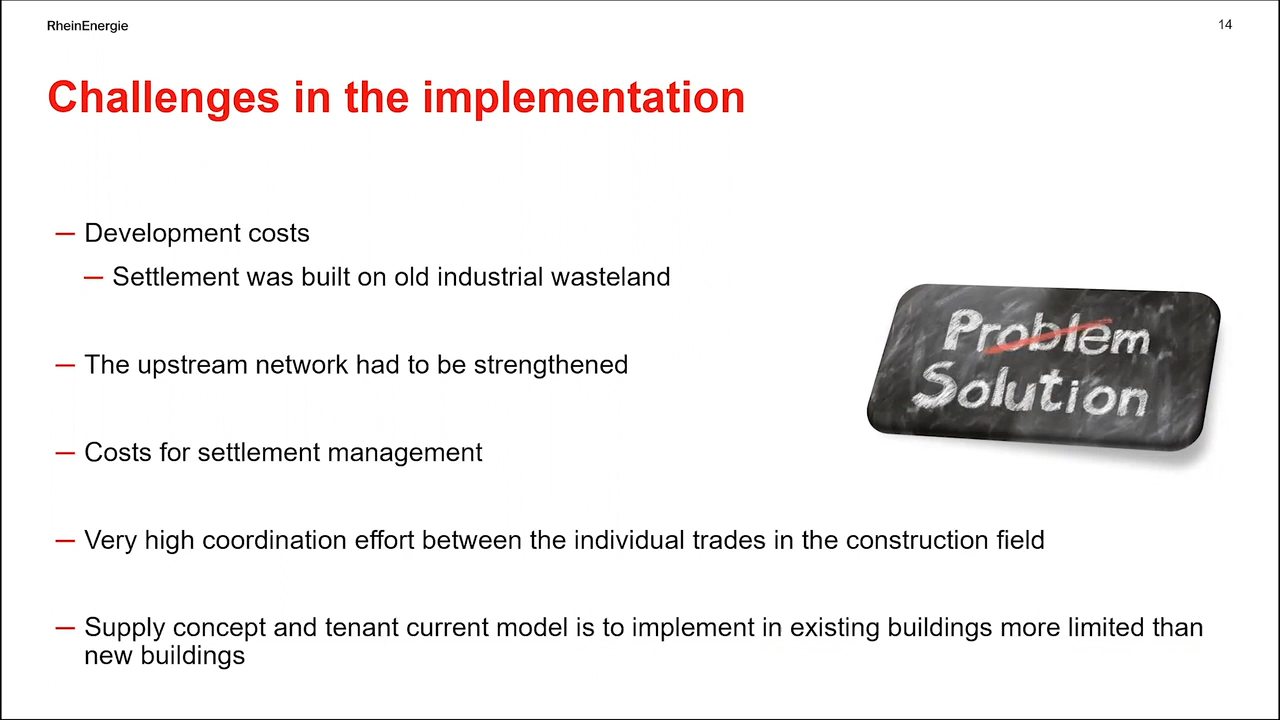 RheinEnergie
14
Challenges in the implementation
— Development costs
— Settlement was built on old industrial wasteland
— The upstream network had to be strengthened
Problem
Solution
— Costs for settlement management
— Very high coordination effort between the individual trades in the construction field
— Supply concept and tenant current model is to implement in existing buildings more limited than
new buildings